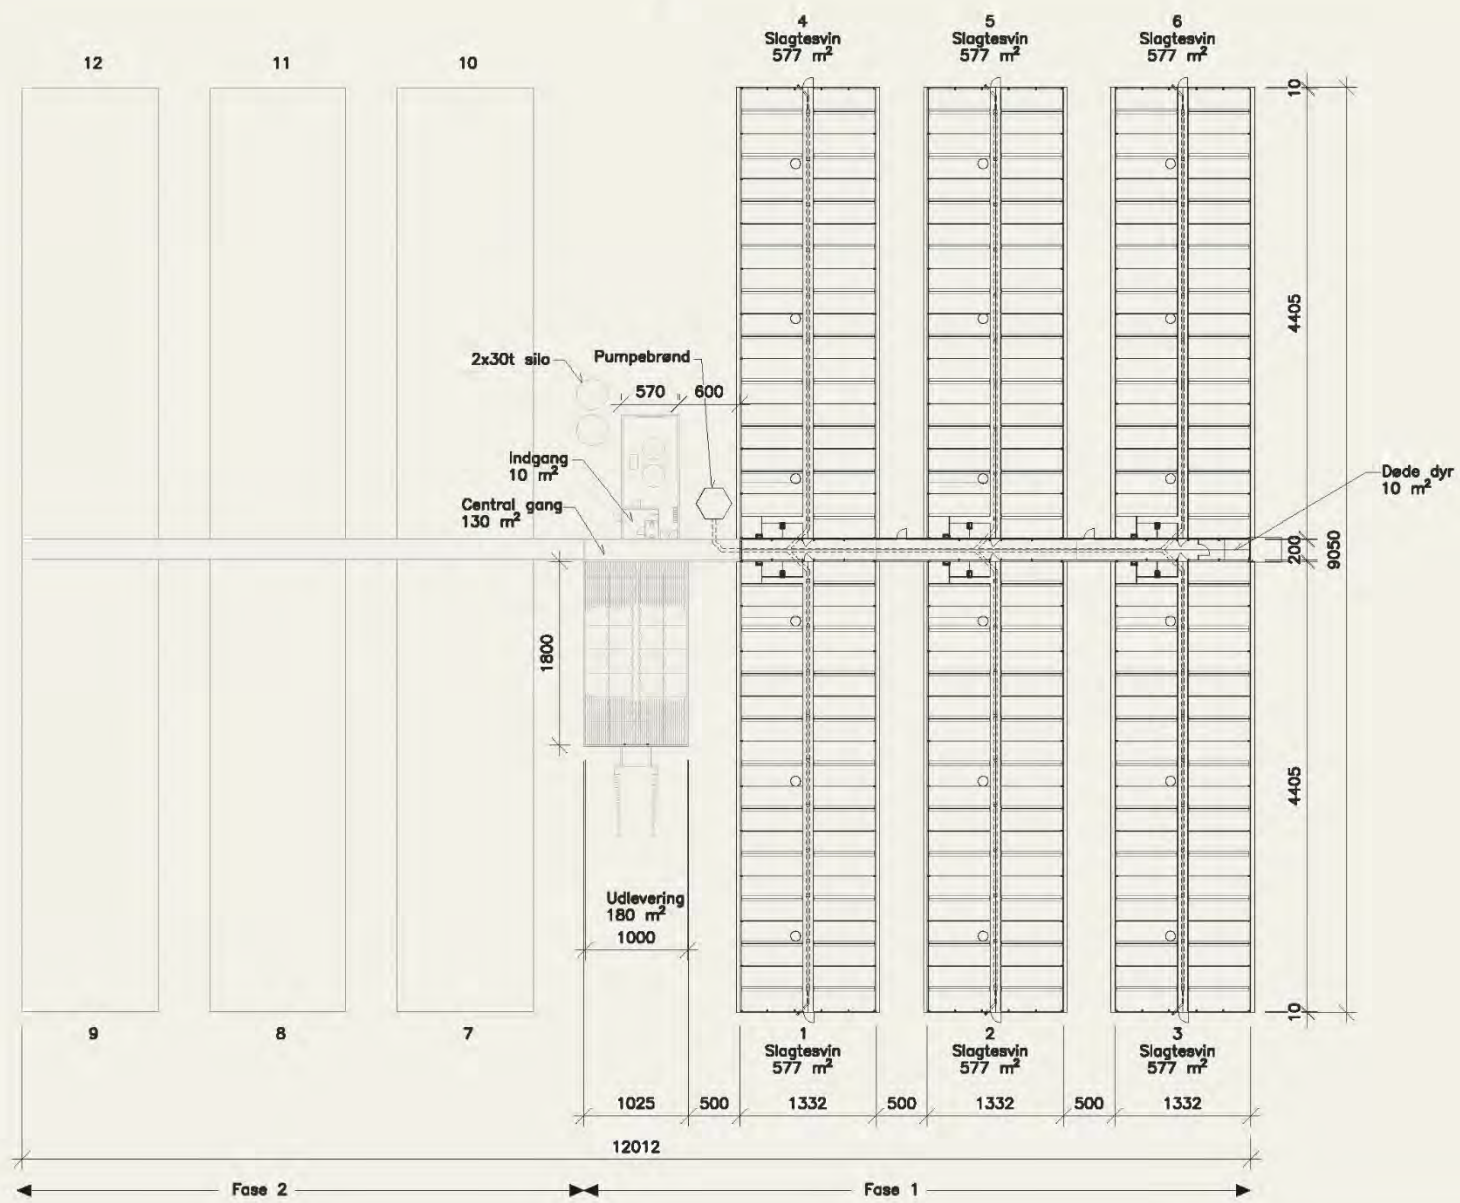 4
Slagtesvin
577 m²
5
Slagtesvin
577 m²
6
Slagtesvin
577 m²
12
11
10
10
4405
2x30t silo
Pumpebrønd
570
600
Indgang
10 m²
Central gang
130 m²
Døde dyr
10 m²
200
9050
1800
4405
Udlevering
180 m²
1000
10
9
8
7
1
Slagtesvin
577 m²
2
Slagtesvin
577 m²
3
Slagtesvin
577 m²
1025
500
1332
500
1332
500
1332
12012
Fase 2
Fase 1